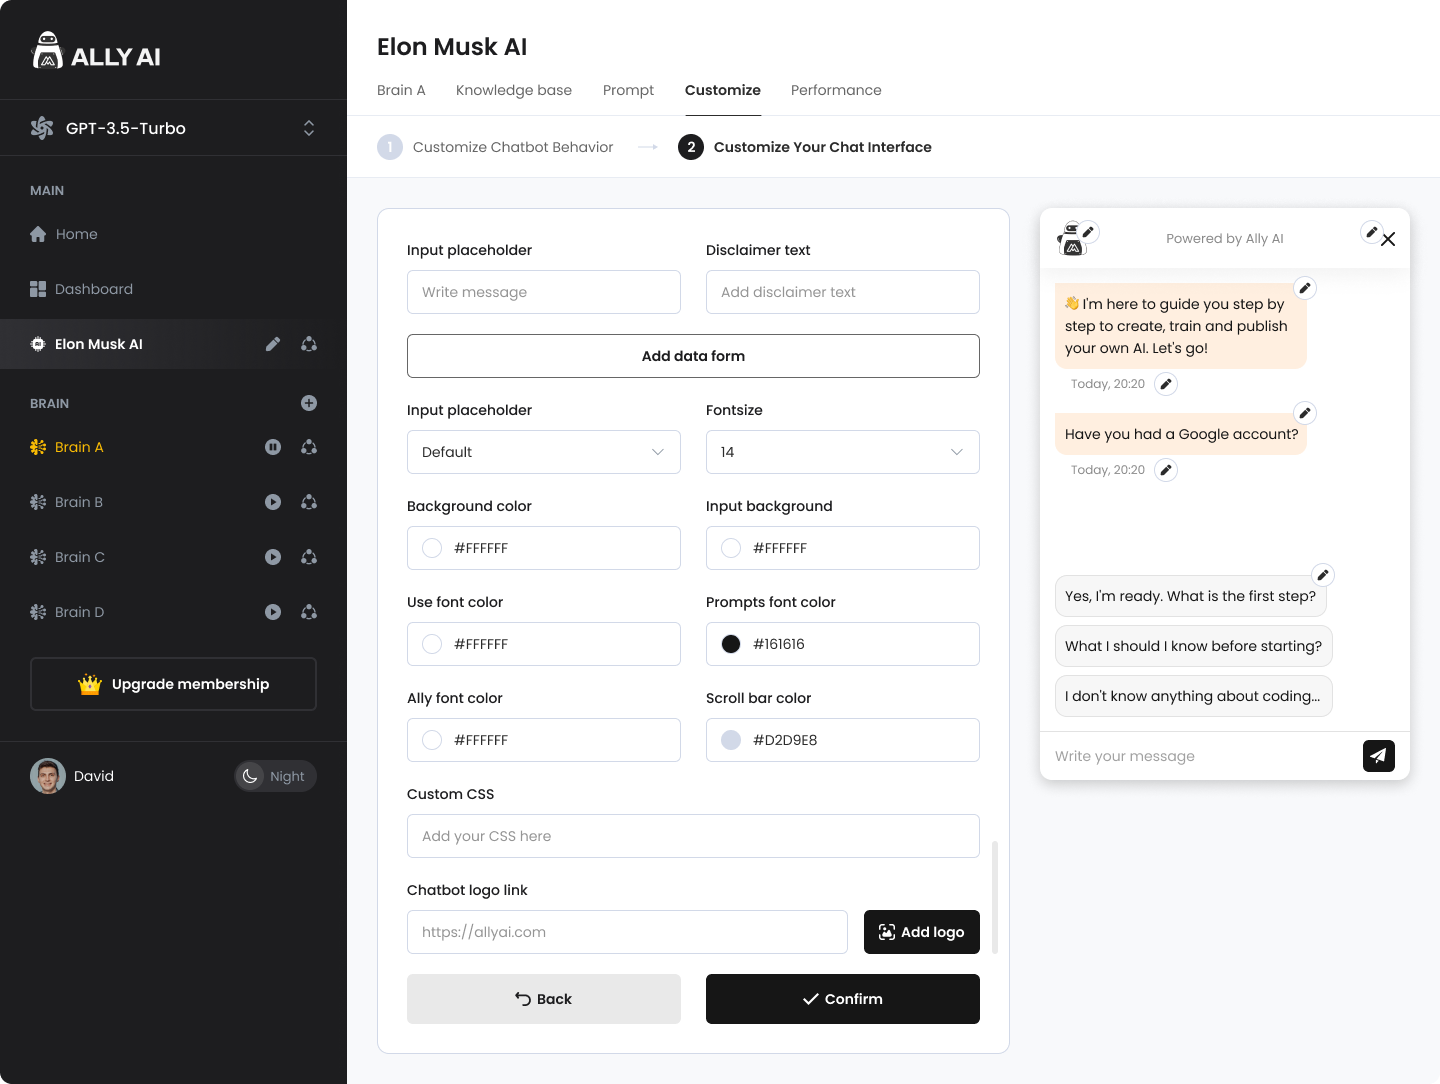 ALLY AI
GPT-3.5-Turbo
MAIN
Home
Dashboard
Elon Musk AI
BRAIN
Brain A
Brain B
Brain C
Brain D
Upgrade membership
David
Night
Elon Musk AI
Brain A
Knowledge base
Prompt
Customize
Performance
1
Customize Chatbot Behavior
2
Customize Your Chat Interface
Input placeholder
Disclaimer text
Write message
Add disclaimer text
Add data form
Input placeholder
Fontsize
Default
14
Background color
Input background
#FFFFFF
#FFFFFF
Use font color
Prompts font color
#FFFFFF
#161616
Ally font color
Scroll bar color
#FFFFFF
#D2D9E8
Custom CSS
Add your CSS here
Chatbot logo link
https://allyai.com
Add logo
Back
Confirm
Powered by Ally AI
👋 I'm here to guide you step by
step to create, train and publish
your own AI. Let's go!
Today, 20:20
Have you had a Google account?
Today, 20:20
Yes, I'm ready. What is the first step?
What I should I know before starting?
I don't know anything about coding...
Write your message